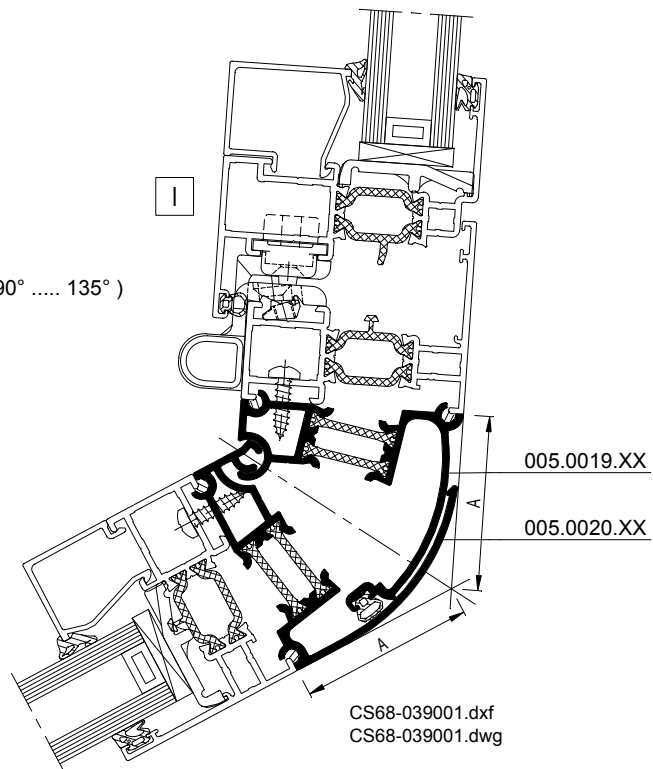 I
90° ..... 135° )
005.0019.XX
A
005.0020.XX
A
CS68-039001.dxf
CS68-039001.dwg